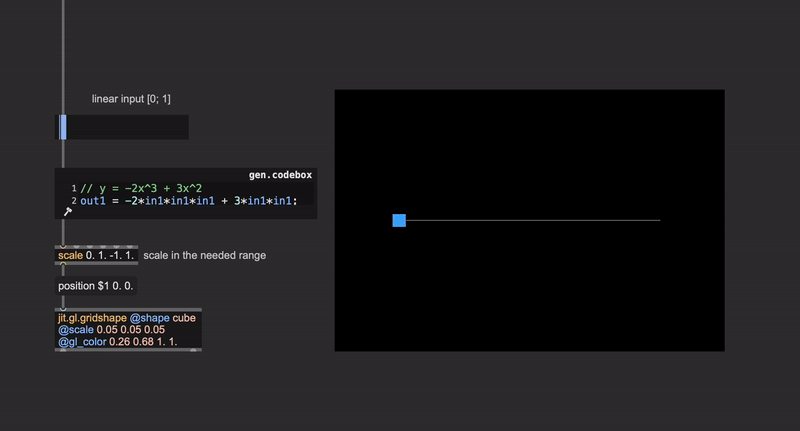 linear input [0; 1]
gen.codebox
1 // y = -2x^3 + 3x^2
2 out1 = -2*in1*in1*in1 + 3*in1*in1;
scale 0. 1. -1. 1. scale in the needed range
position $1 0. 0.
jit.gl.gridshape @shape cube
@scale 0.05 0.05 0.05
@gl_color 0.26 0.68 1. 1.